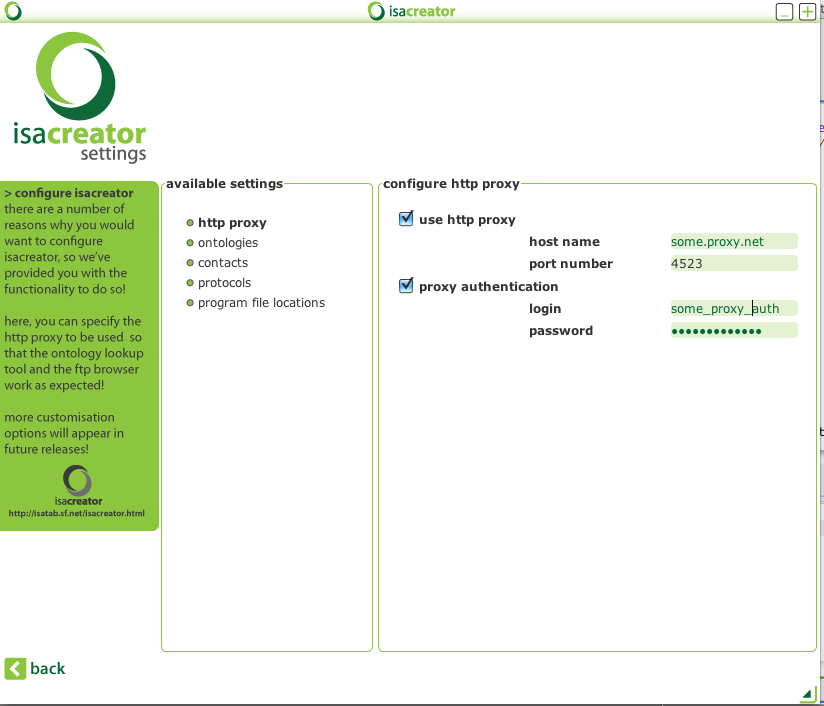 isacreator
isacreator
settings
> configure isacreator
there are a number of
reasons why you would
want to configure
isacreator, so we've
provided you with the
functionality to do so!
here, you can specify the
http proxy to be used so
that the ontology lookup
tool and the ftp browser
work as expected!
more customisation
options will appear in
future releases!
isacreator
http://isatab.sf.net/isacreator.html
available settings
http proxy
ontologies
contacts
protocols
program file locations
configure http proxy
use http proxy
host name some.proxy.net
port number 4523
proxy authentication
login some_proxy_auth
password •••••••••••••
back